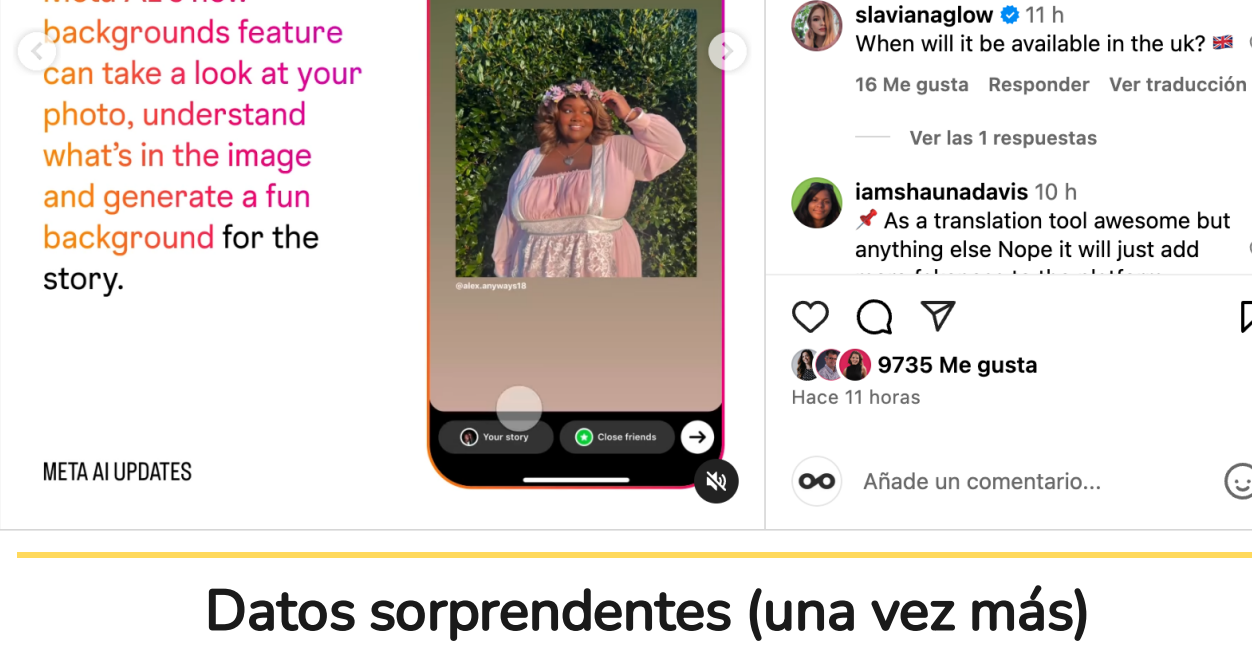 backgrounds feature
can take a look at your
photo, understand
what's in the image
and generate a fun
background for the
story.
META AI UPDATES
@alex.anyways18
Your story
Close friends
slavianaglow 11 h
When will it be available in the uk? 🇬🇧
16 Me gusta Responder Ver traducción
Ver las 1 respuestas
iamshaunadavis 10 h
📌 As a translation tool awesome but
anything else Nope it will just add
9735 Me gusta
Hace 11 horas
Añade un comentario...
Datos sorprendentes (una vez más)